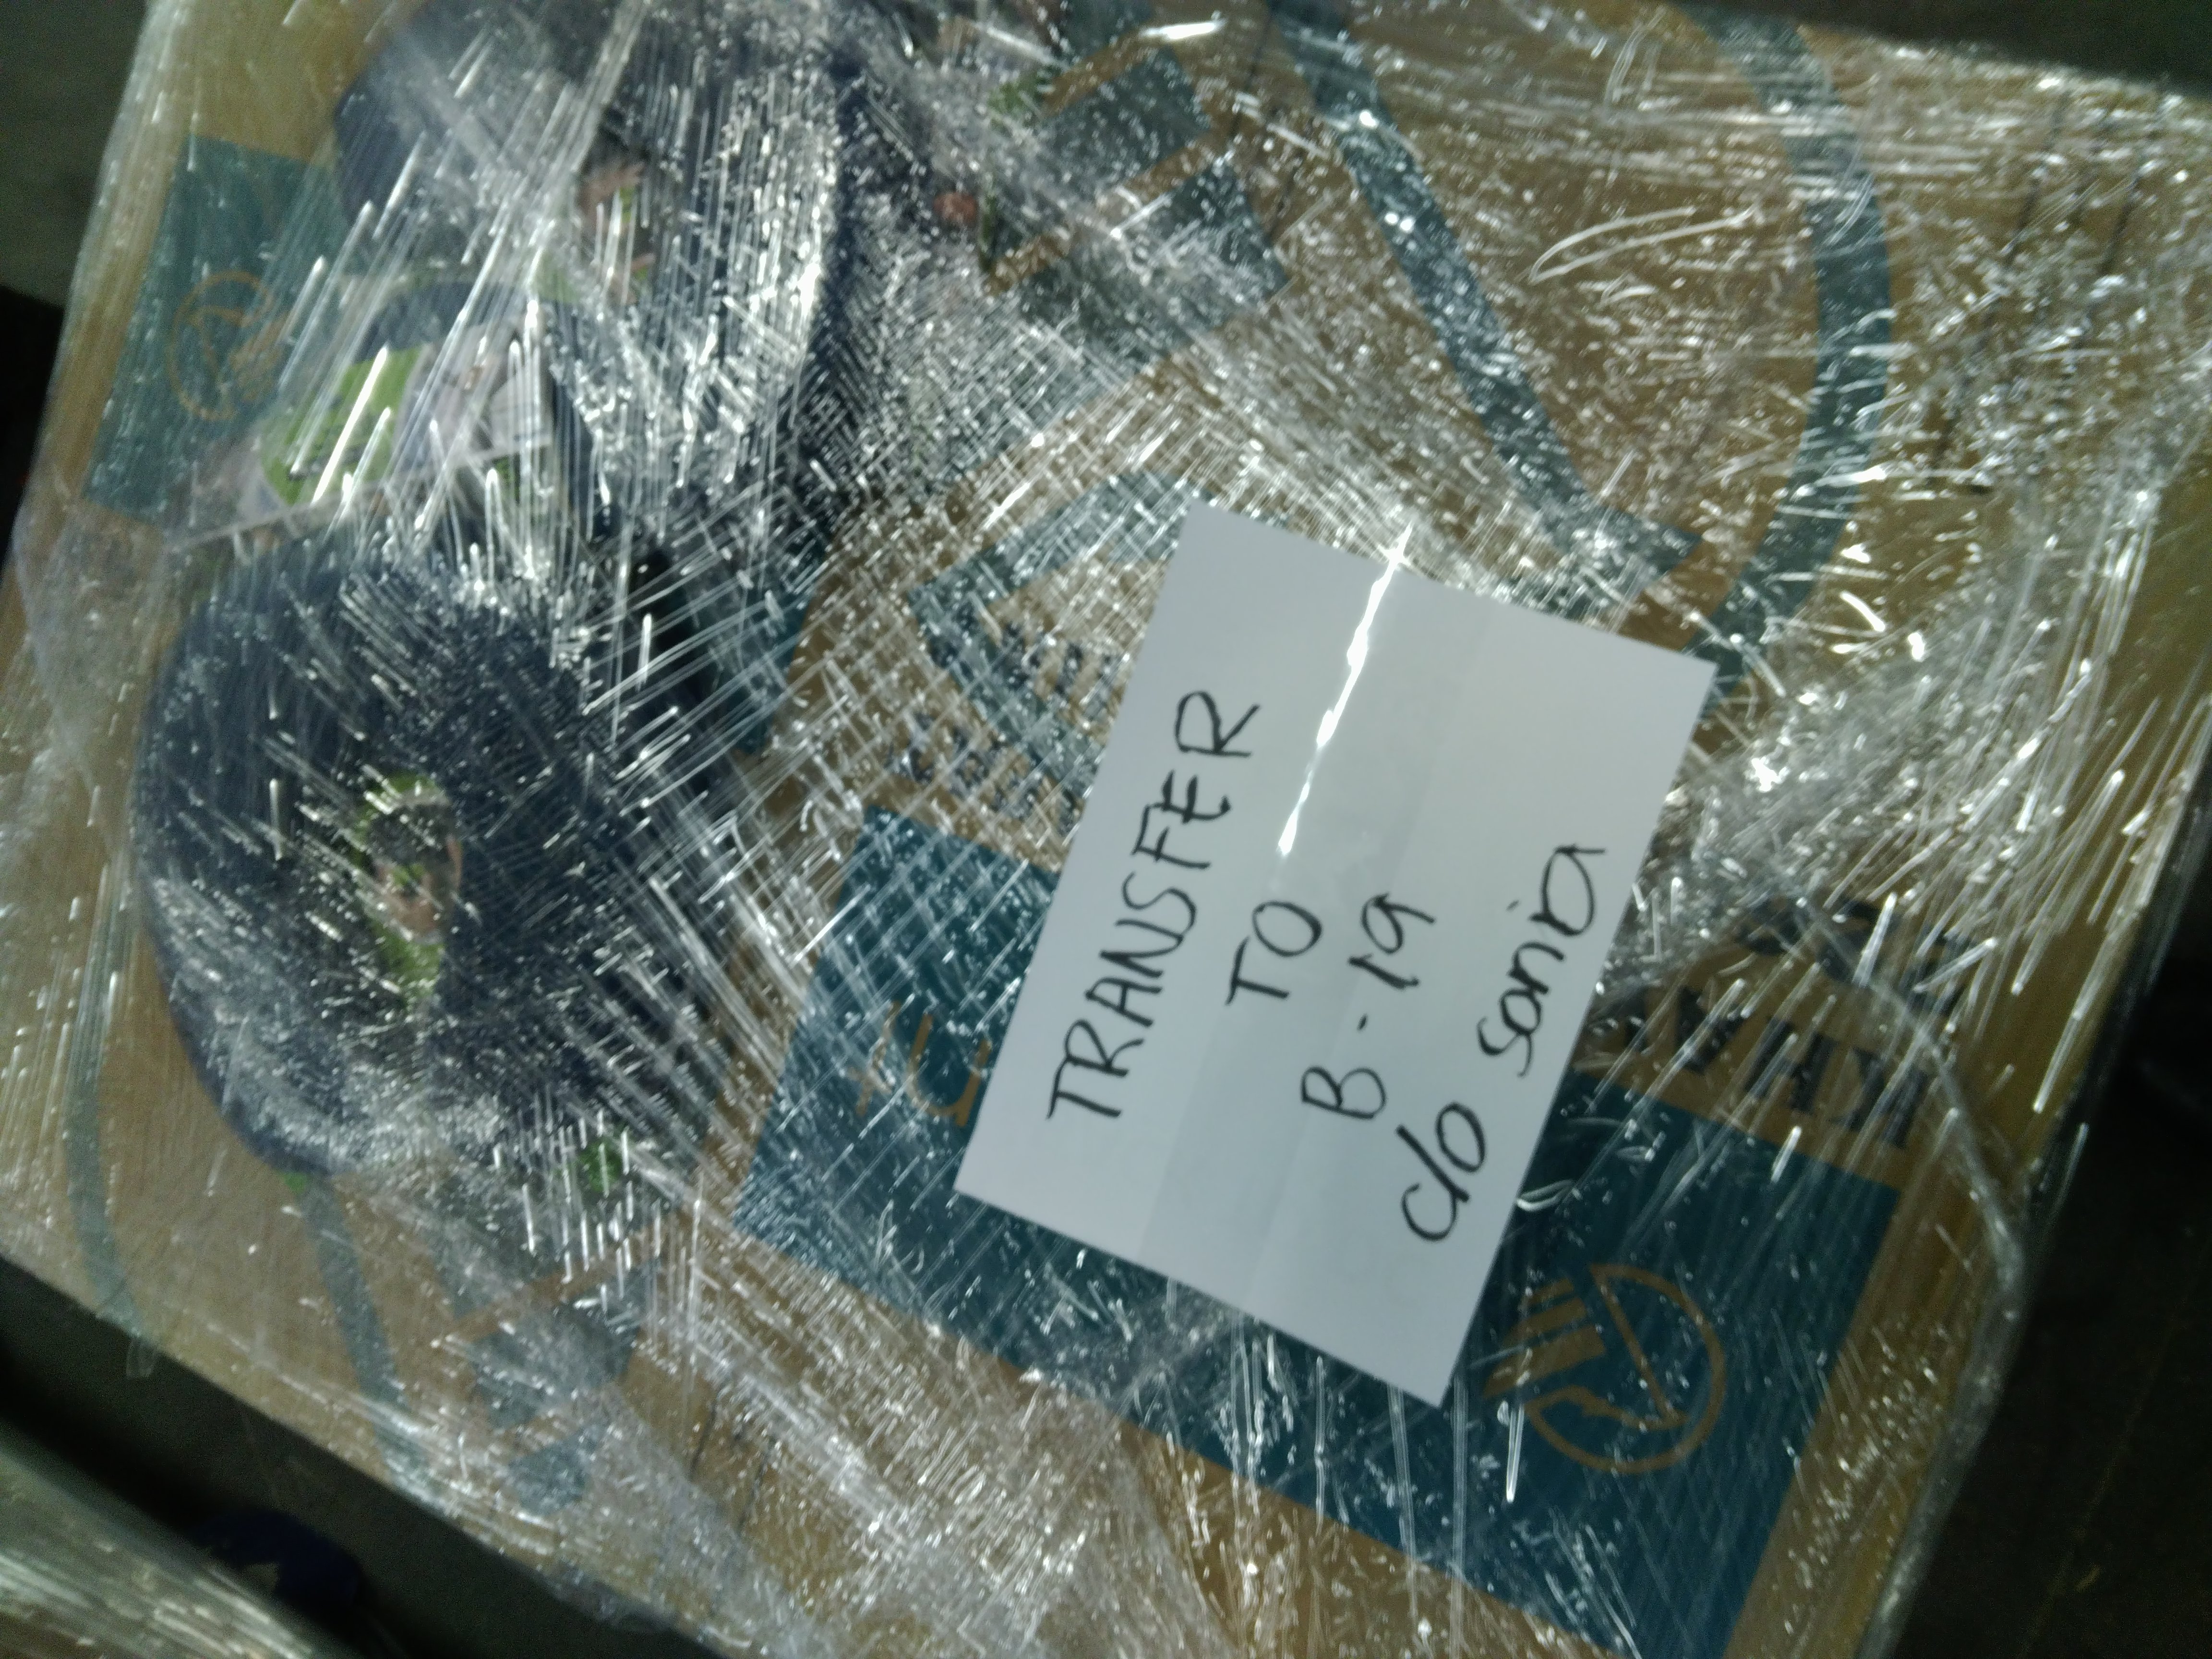 TRANSFER
TO
B-19
c/o sonia